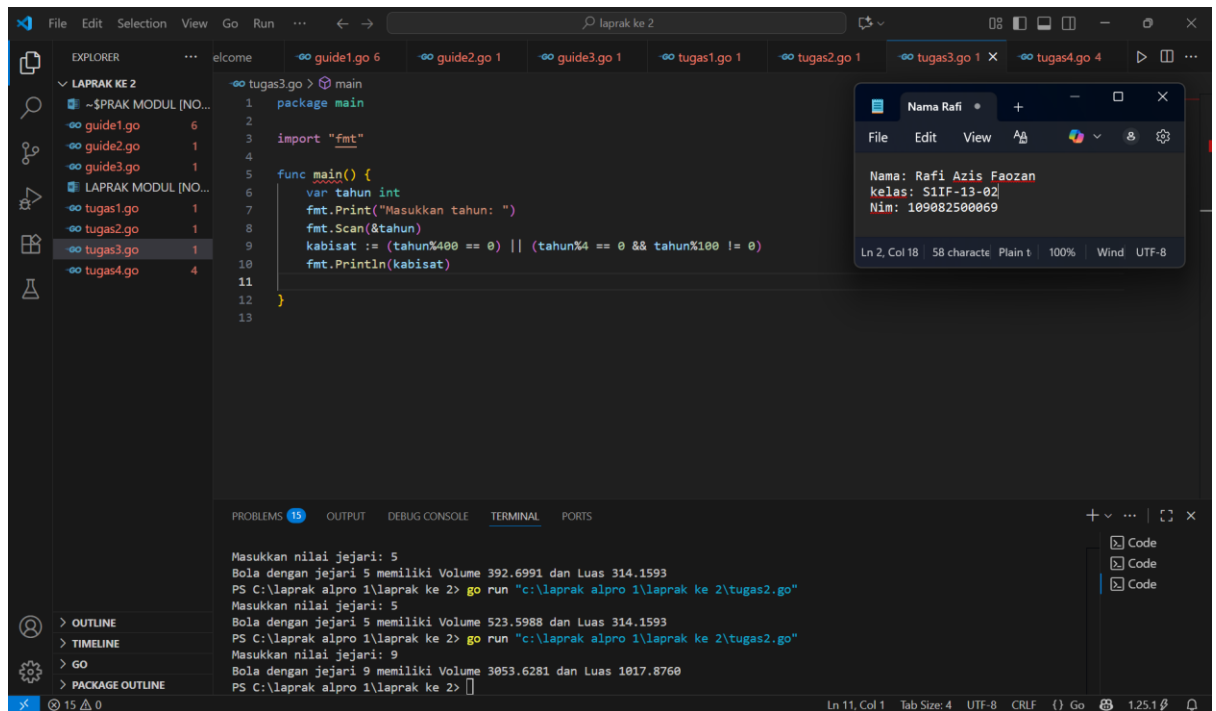 File Edit Selection View Go Run ··· laprak ke 2
EXPLORER ···
LAPRAK KE 2
~$PRAK MODUL [NO...
guide1.go 6
guide2.go 1
guide3.go 1
LAPRAK MODUL [NO...
tugas1.go 1
tugas2.go 1
tugas3.go 1
tugas4.go 4
OUTLINE
TIMELINE
GO
PACKAGE OUTLINE
elcome guide1.go 6 guide2.go 1 guide3.go 1 tugas1.go 1 tugas2.go 1 tugas3.go 1 tugas4.go 4
tugas3.go > main
1 package main
2
3 import "fmt"
4
5 func main() {
6 var tahun int
7 fmt.Print("Masukkan tahun: ")
8 fmt.Scan(&tahun)
9 kabisat := (tahun%400 == 0) || (tahun%4 == 0 && tahun%100 != 0)
10 fmt.Println(kabisat)
11
12 }
13
Nama Rafi
File Edit View
Nama: Rafi Azis Faozan
kelas: S1IF-13-02
Nim: 109082500069
Ln 2, Col 18 58 characte Plain t 100% Wind UTF-8
PROBLEMS 15 OUTPUT DEBUG CONSOLE TERMINAL PORTS
Masukkan nilai jejari: 5
Bola dengan jejari 5 memiliki Volume 392.6991 dan Luas 314.1593
PS C:\laprak alpro 1\laprak ke 2> go run "c:\laprak alpro 1\laprak ke 2\tugas2.go"
Masukkan nilai jejari: 5
Bola dengan jejari 5 memiliki Volume 523.5988 dan Luas 314.1593
PS C:\laprak alpro 1\laprak ke 2> go run "c:\laprak alpro 1\laprak ke 2\tugas2.go"
Masukkan nilai jejari: 9
Bola dengan jejari 9 memiliki Volume 3053.6281 dan Luas 1017.8760
PS C:\laprak alpro 1\laprak ke 2>
Code
Code
Code
15 0 Ln 11, Col 1 Tab Size: 4 UTF-8 CRLF {} Go 1.25.1